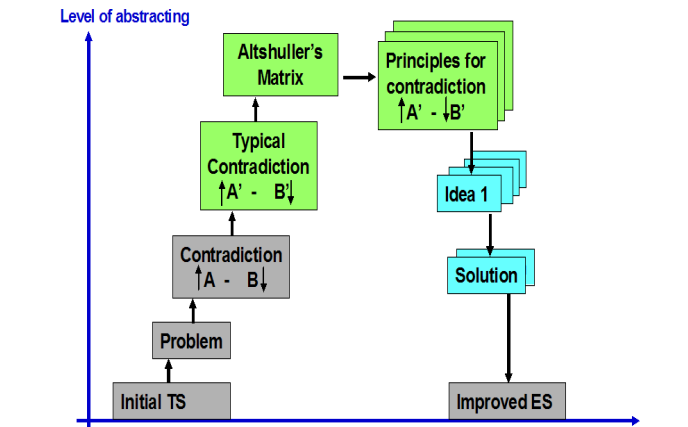 Level of abstracting
Altshuller's
Matrix
Principles for
contradiction
↑A' - ↓B'
Typical
Contradiction
↑A' - B'↓
Idea 1
Contradiction
↑A - B↓
Solution
Problem
Initial TS
Improved ES